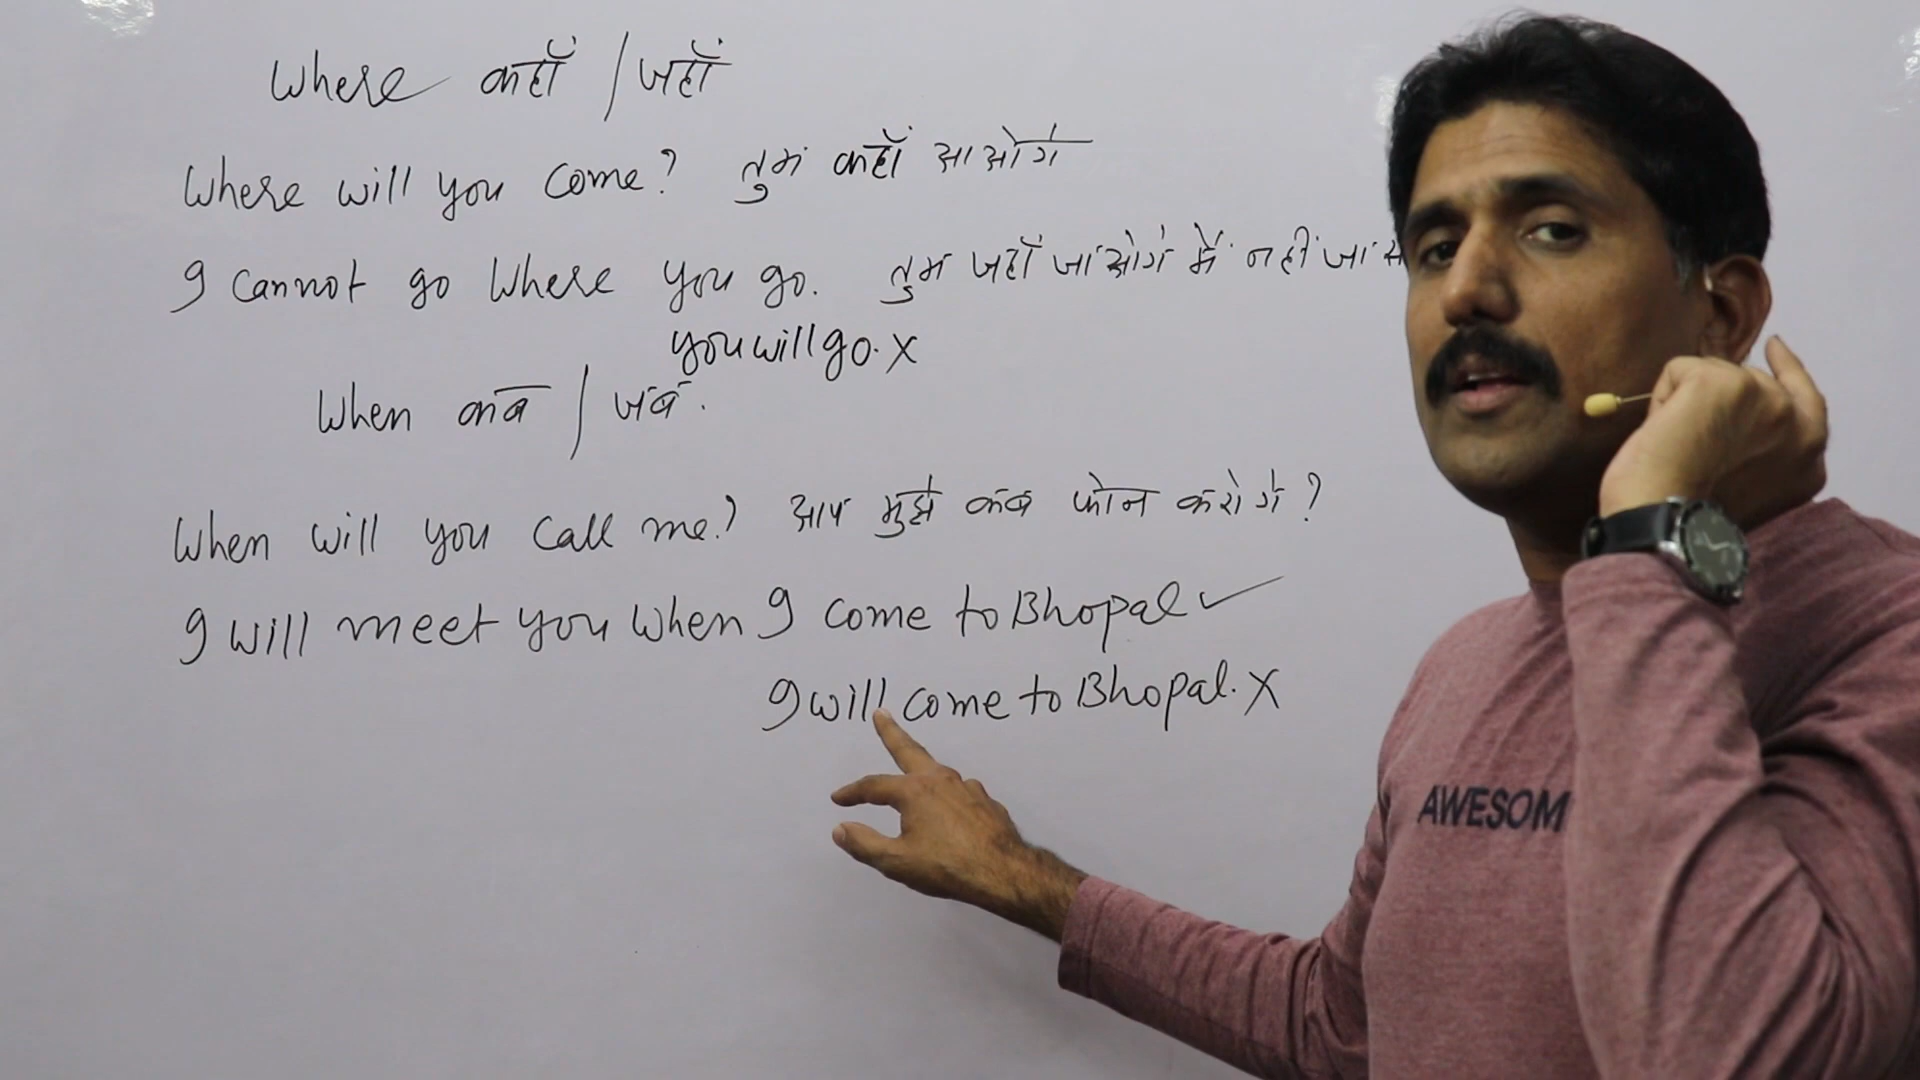 Where कहाँ / जहाँ
Where will you come? तुम कहाँ आओगे
I cannot go where you go. तुम जहाँ जाओगे में नहीं जा स
you will go. X
When कब / जब.
When will you call me? आप मुझे कब फोन करोगे?
I will meet you when I come to Bhopal ✓
I will come to Bhopal. X
AWESOM